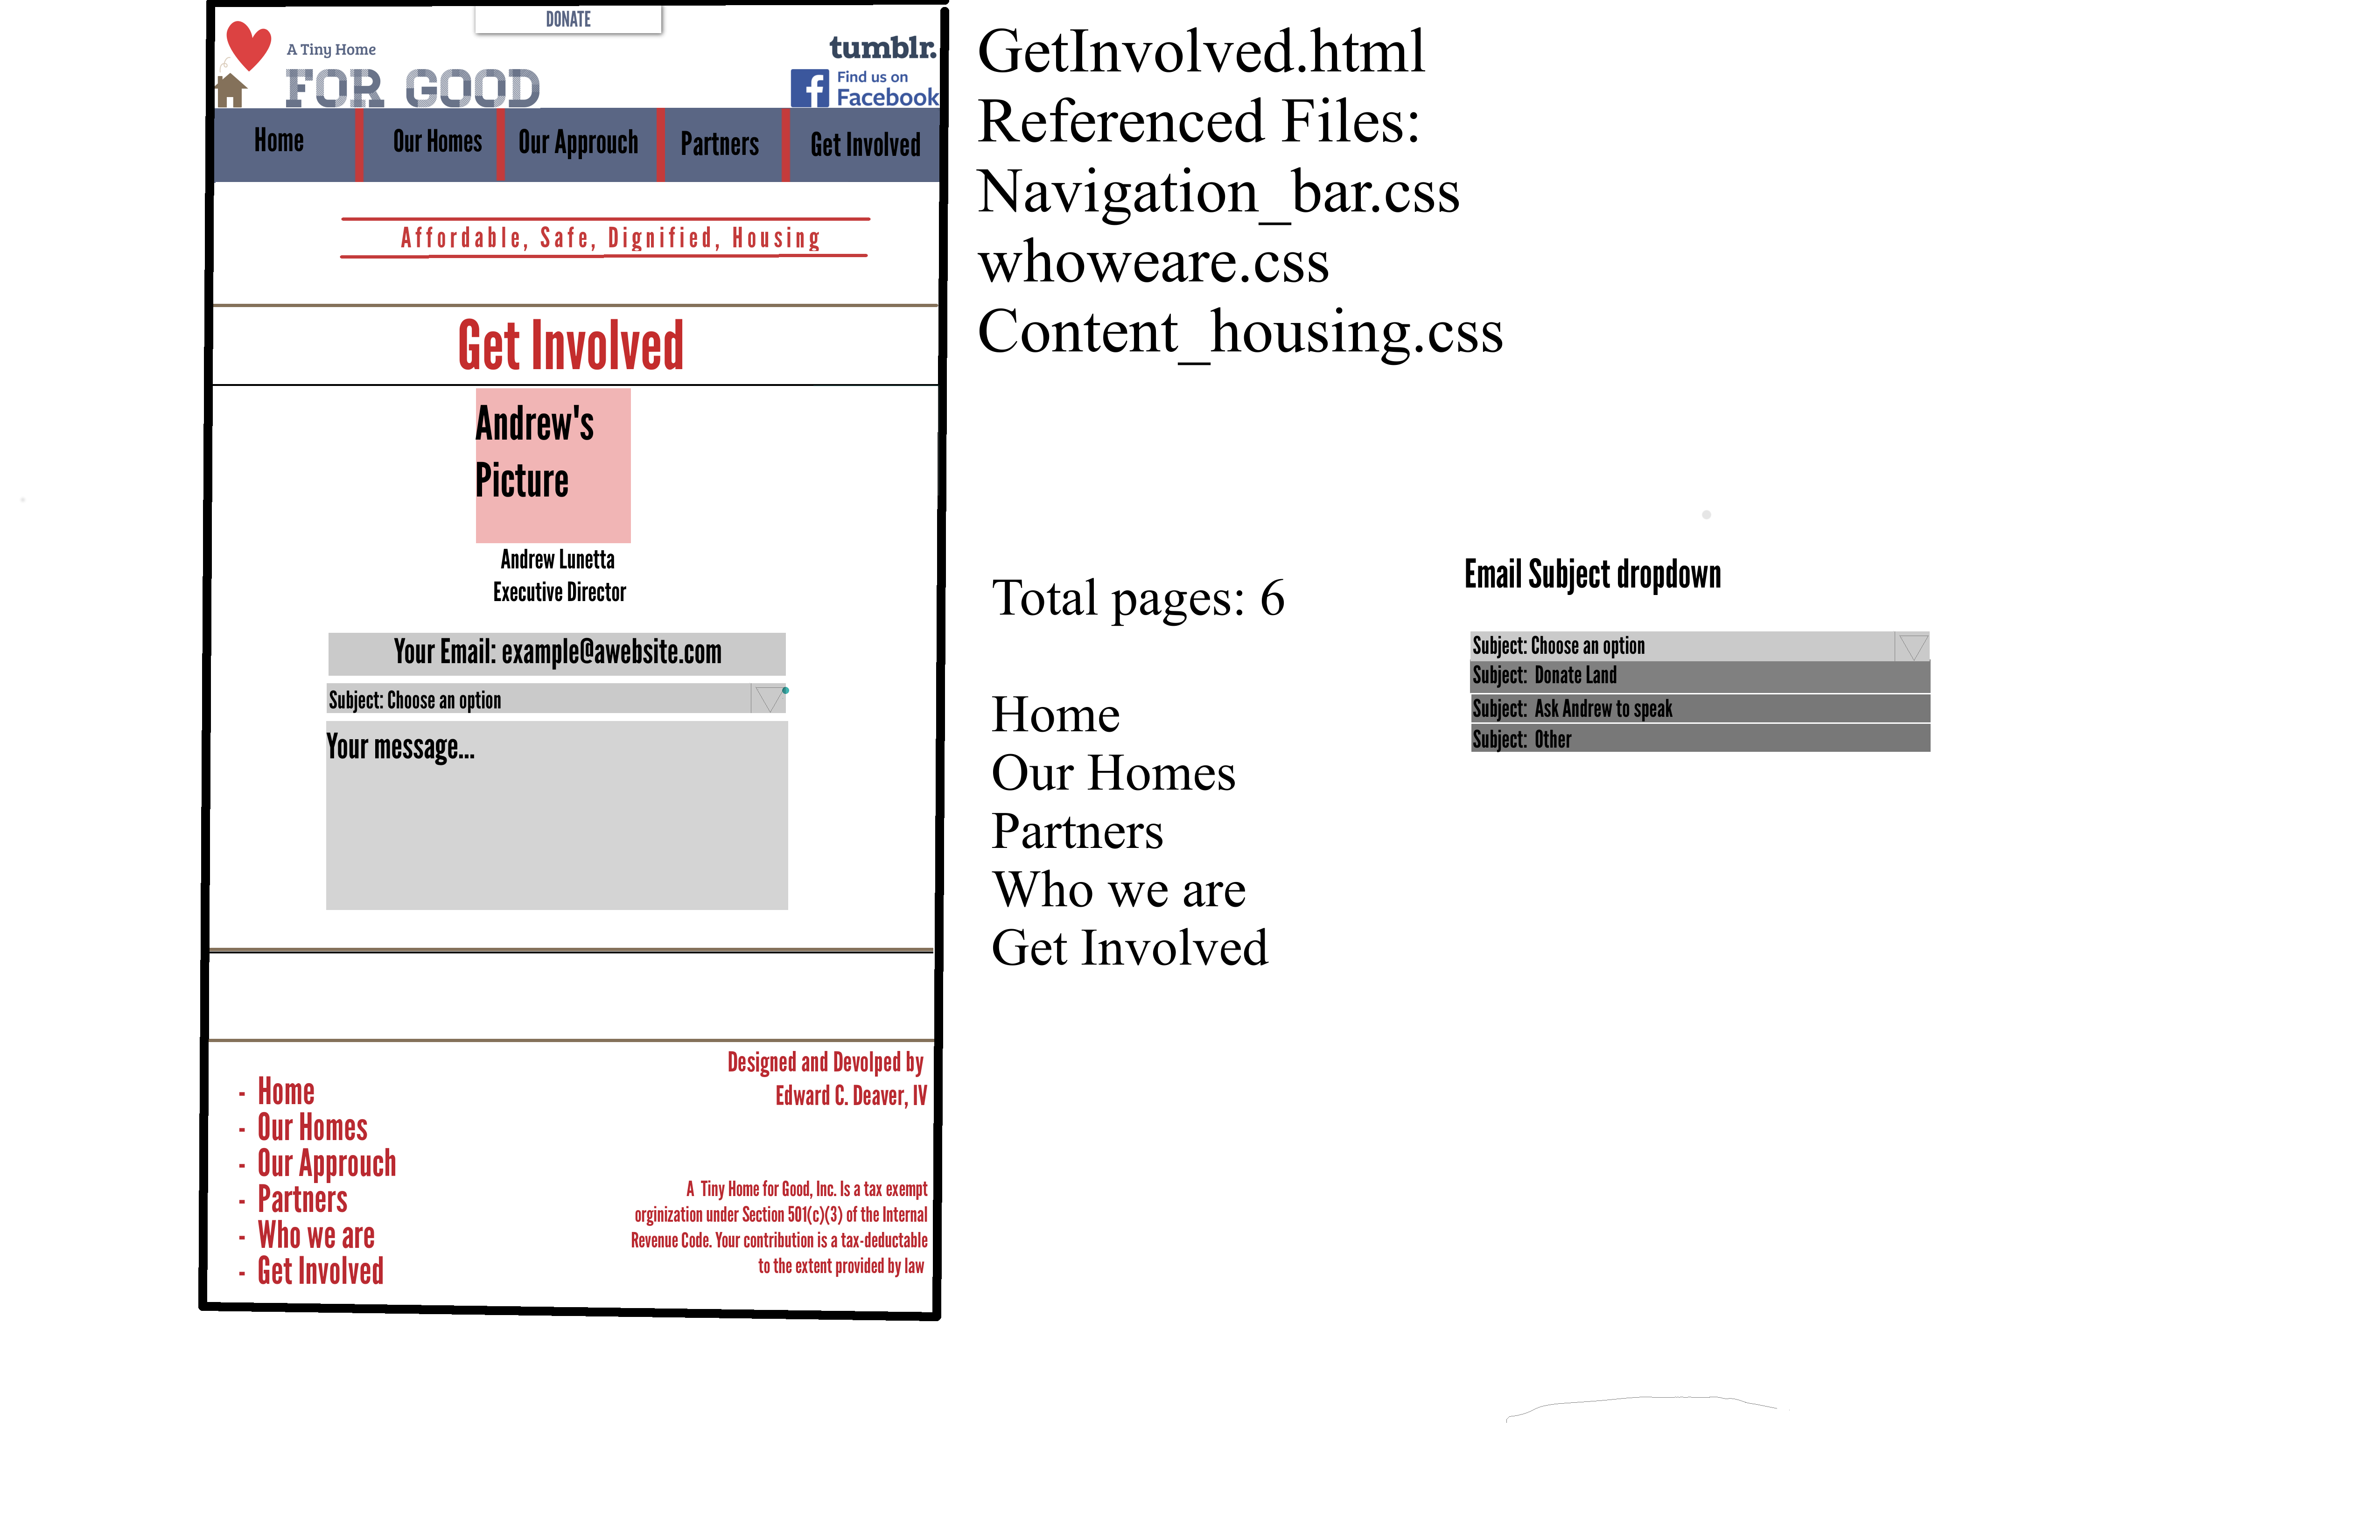 DONATE
A Tiny Home
FOR GOOD
tumblr.
Find us on
Facebook
Home
Our Homes
Our Approuch
Partners
Get Involved
Affordable, Safe, Dignified, Housing
Get Involved
Andrew's
Picture
Andrew Lunetta
Executive Director
Your Email: example@awebsite.com
Subject: Choose an option
Your message...
Designed and Devolped by
Edward C. Deaver, IV
- Home
- Our Homes
- Our Approuch
- Partners
- Who we are
- Get Involved
A Tiny Home for Good, Inc. Is a tax exempt
orginization under Section 501(c)(3) of the Internal
Revenue Code. Your contribution is a tax-deductable
to the extent provided by law
GetInvolved.html
Referenced Files:
Navigation_bar.css
whoweare.css
Content_housing.css
Total pages: 6
Home
Our Homes
Partners
Who we are
Get Involved
Email Subject dropdown
Subject: Choose an option
Subject: Donate Land
Subject: Ask Andrew to speak
Subject: Other